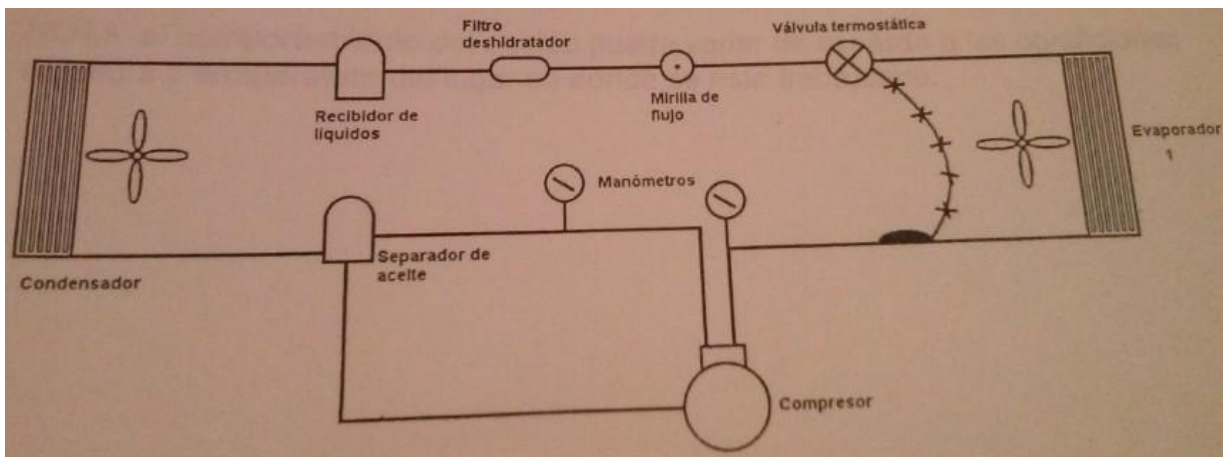 Filtro
deshidratador
Válvula termostática
Recibidor de
líquidos
Mirilla de
flujo
Evaporador
1
Manómetros
Separador de
aceite
Condensador
Compresor